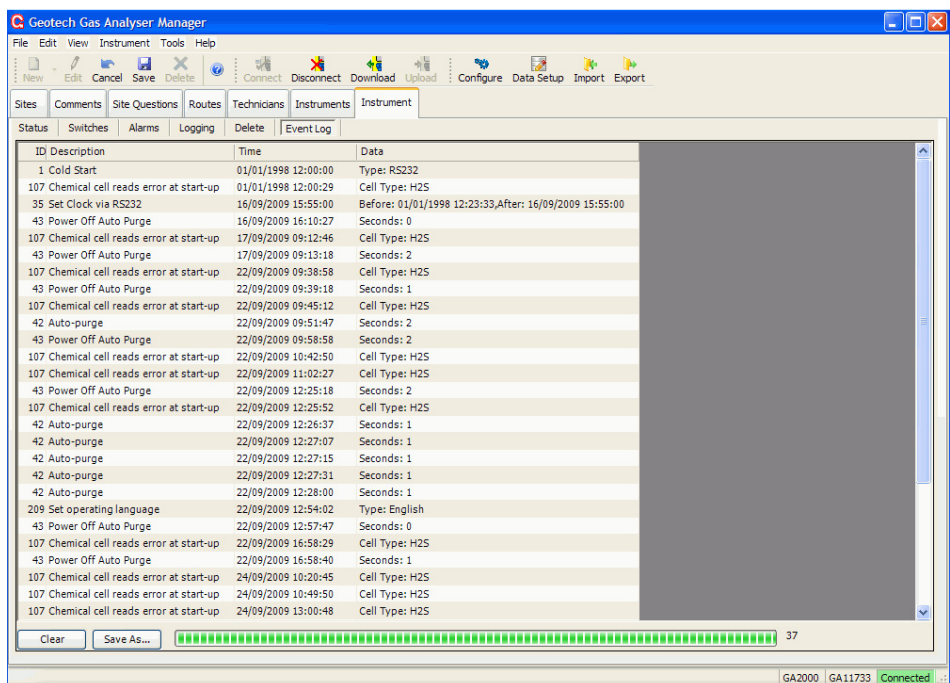 Geotech Gas Analyser Manager
File Edit View Instrument Tools Help
New Edit Cancel Save Delete Connect Disconnect Download Upload Configure Data Setup Import Export
Sites Comments Site Questions Routes Technicians Instruments Instrument
Status Switches Alarms Logging Delete Event Log
ID Description Time Data
1 Cold Start 01/01/1998 12:00:00 Type: RS232
107 Chemical cell reads error at start-up 01/01/1998 12:00:29 Cell Type: H2S
35 Set Clock via RS232 16/09/2009 15:55:00 Before: 01/01/1998 12:23:33,After: 16/09/2009 15:55:00
43 Power Off Auto Purge 16/09/2009 16:10:27 Seconds: 0
107 Chemical cell reads error at start-up 17/09/2009 09:12:46 Cell Type: H2S
43 Power Off Auto Purge 17/09/2009 09:13:18 Seconds: 2
107 Chemical cell reads error at start-up 22/09/2009 09:38:58 Cell Type: H2S
43 Power Off Auto Purge 22/09/2009 09:39:18 Seconds: 1
107 Chemical cell reads error at start-up 22/09/2009 09:45:12 Cell Type: H2S
42 Auto-purge 22/09/2009 09:51:47 Seconds: 2
43 Power Off Auto Purge 22/09/2009 09:58:58 Seconds: 2
107 Chemical cell reads error at start-up 22/09/2009 10:42:50 Cell Type: H2S
107 Chemical cell reads error at start-up 22/09/2009 11:02:27 Cell Type: H2S
43 Power Off Auto Purge 22/09/2009 12:25:18 Seconds: 2
107 Chemical cell reads error at start-up 22/09/2009 12:25:52 Cell Type: H2S
42 Auto-purge 22/09/2009 12:26:37 Seconds: 1
42 Auto-purge 22/09/2009 12:27:07 Seconds: 1
42 Auto-purge 22/09/2009 12:27:15 Seconds: 1
42 Auto-purge 22/09/2009 12:27:31 Seconds: 1
42 Auto-purge 22/09/2009 12:28:00 Seconds: 1
209 Set operating language 22/09/2009 12:54:02 Type: English
43 Power Off Auto Purge 22/09/2009 12:57:47 Seconds: 0
107 Chemical cell reads error at start-up 22/09/2009 16:58:29 Cell Type: H2S
43 Power Off Auto Purge 22/09/2009 16:58:40 Seconds: 1
107 Chemical cell reads error at start-up 24/09/2009 10:20:45 Cell Type: H2S
107 Chemical cell reads error at start-up 24/09/2009 10:49:50 Cell Type: H2S
107 Chemical cell reads error at start-up 24/09/2009 13:00:48 Cell Type: H2S
Clear Save As... 37
GA2000 GA11733 Connected